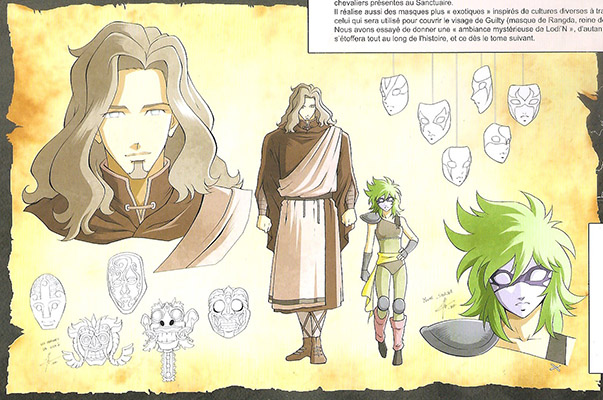 chevaliers présentes au Sanctuaire.
Il réalise aussi des masques plus « exotiques » inspirés de cultures diverses à tra
celui qui sera utilisé pour couvrir le visage de Guilty (masque de Rangda, reine d
Nous avons essayé de donner une « ambiance mystérieuse de Lodi'N », d'autan
s'étoffera tout au long de l'histoire, et ce dès le tome suivant.